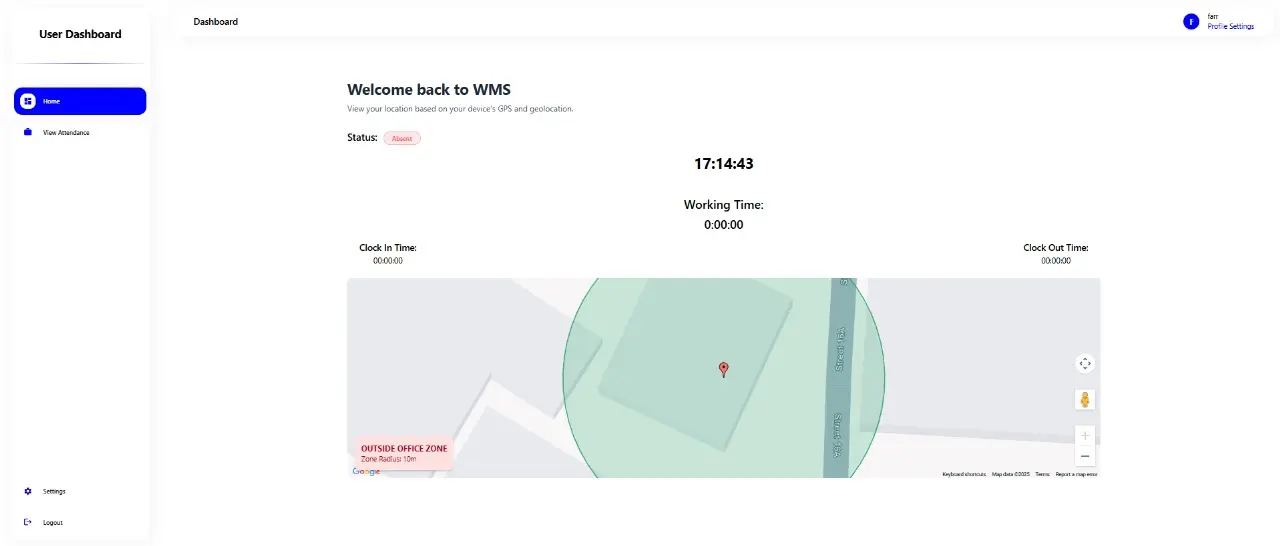 User Dashboard
Home
View Attendance
Settings
Logout
Dashboard
F
farr
Profile Settings
Welcome back to WMS
View your location based on your device's GPS and geolocation.
Status: Absent
17:14:43
Working Time:
0:00:00
Clock In Time:
00:00:00
Clock Out Time:
00:00:00
Street 16A
OUTSIDE OFFICE ZONE
Zone Radius: 10m
Google
Keyboard shortcuts Map data ©2025 Terms Report a map error